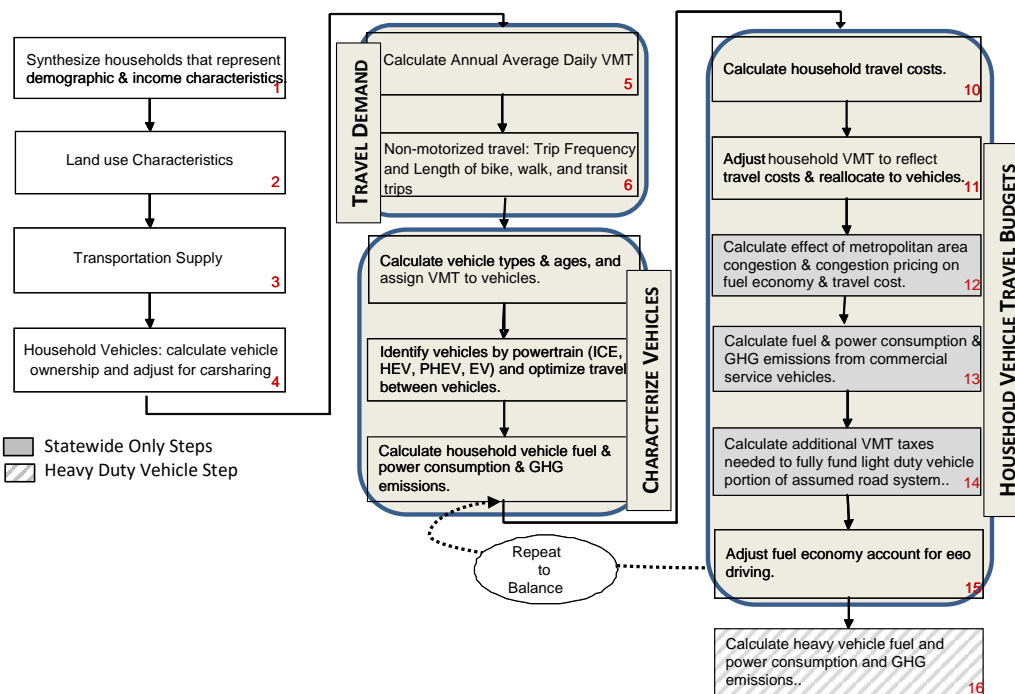 Synthesize households that represent
demographic & income characteristics.
1
Land use Characteristics
2
Transportation Supply
3
Household Vehicles: calculate vehicle
ownership and adjust for carsharing
4
Statewide Only Steps
Heavy Duty Vehicle Step
TRAVEL DEMAND
Calculate Annual Average Daily VMT
5
Non-motorized travel: Trip Frequency
and Length of bike, walk, and transit
trips
6
CHARACTERIZE VEHICLES
Calculate vehicle types & ages, and
assign VMT to vehicles.
Identify vehicles by powertrain (ICE,
HEV, PHEV, EV) and optimize travel
between vehicles.
Calculate household vehicle fuel &
power consumption & GHG
emissions.
Repeat
to
Balance
HOUSEHOLD VEHICLE TRAVEL BUDGETS
Calculate household travel costs.
10
Adjust household VMT to reflect
travel costs & reallocate to vehicles.
11
Calculate effect of metropolitan area
congestion & congestion pricing on
fuel economy & travel cost.
12
Calculate fuel & power consumption &
GHG emissions from commercial
service vehicles.
13
Calculate additional VMT taxes
needed to fully fund light duty vehicle
portion of assumed road system..
14
Adjust fuel economy account for eeo
driving.
15
Calculate heavy vehicle fuel and
power consumption and GHG
emissions..
16